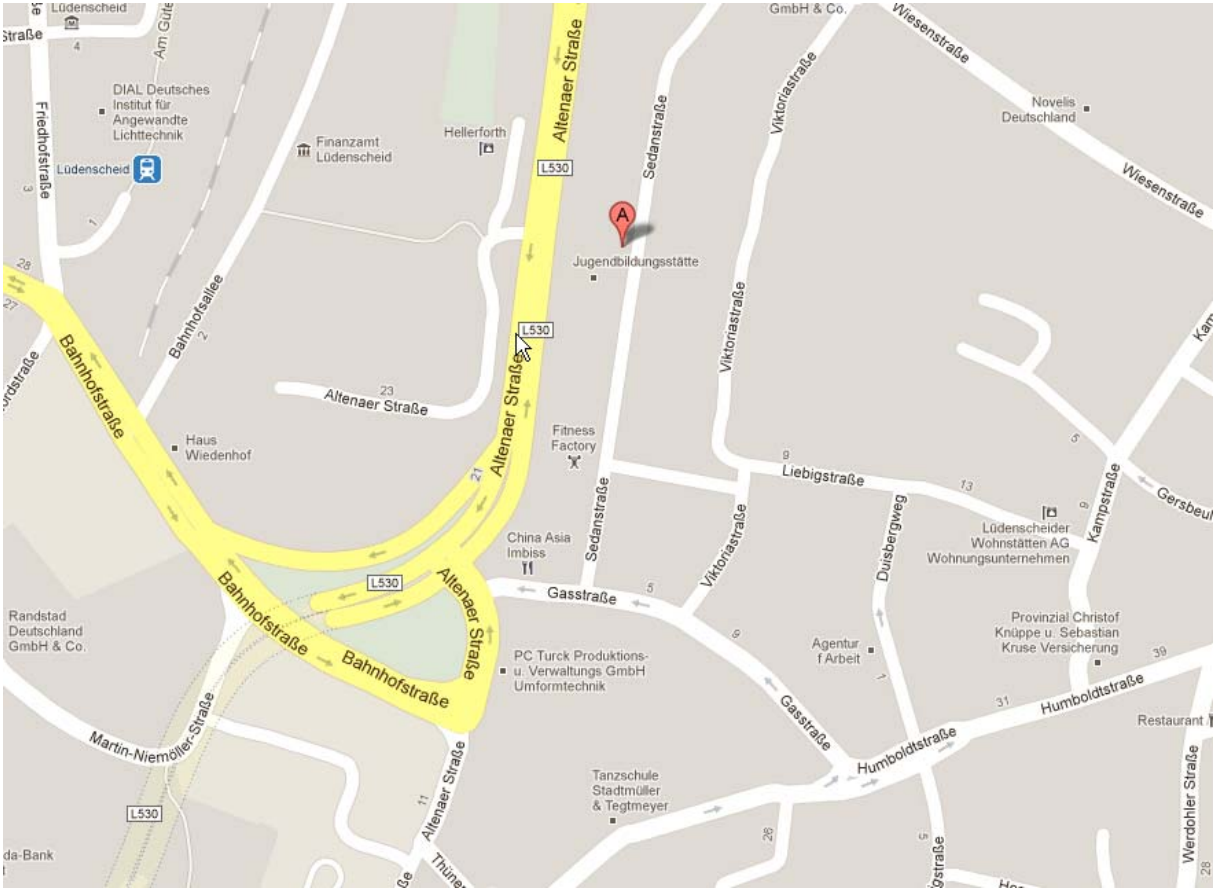 Lüdenscheid
Straße
4
Am Güte
DIAL Deutsches
Institut für
Angewandte
Lichttechnik
Friedhofstraße
Lüdenscheid
3
1
Finanzamt
Lüdenscheid
Hellerforth
Altenaer Straße
L530
Sedanstraße
GmbH & Co.
Viktoriastraße
Wiesenstraße
Novelis
Deutschland
Wiesenstraße
A
Jugendbildungsstätte
28
27
Bahnhofsallee
2
Bahnhofstraße
L530
Altenaer Straße
23
Altenaer Straße
Viktoriastraße
Haus
Wiedenhof
21
Fitness
Factory
9
Liebigstraße
13
5
Kampstraße
9
Gersbeul
Lüdenscheider
Wohnstätten AG
Wohnungsunternehmen
Sedanstraße
Viktoriastraße
Duisbergweg
China Asia
Imbiss
L530
Altenaer Straße
Gasstraße
5
9
Bahnhofstraße
Bahnhofstraße
Randstad
Deutschland
GmbH & Co.
PC Turck Produktions-
u. Verwaltungs GmbH
Umformtechnik
Agentur
f Arbeit
1
Provinzial Christof
Knüppe u. Sebastian
Kruse Versicherung
39
31
Humboldtstraße
Restaurant
Gasstraße
Humboldtstraße
Martin-Niemöller-Straße
L530
11
Altenaer Straße
Tanzschule
Stadtmüller
& Tegtmeyer
26
5
Werdohler Straße
28
da-Bank
Thüner